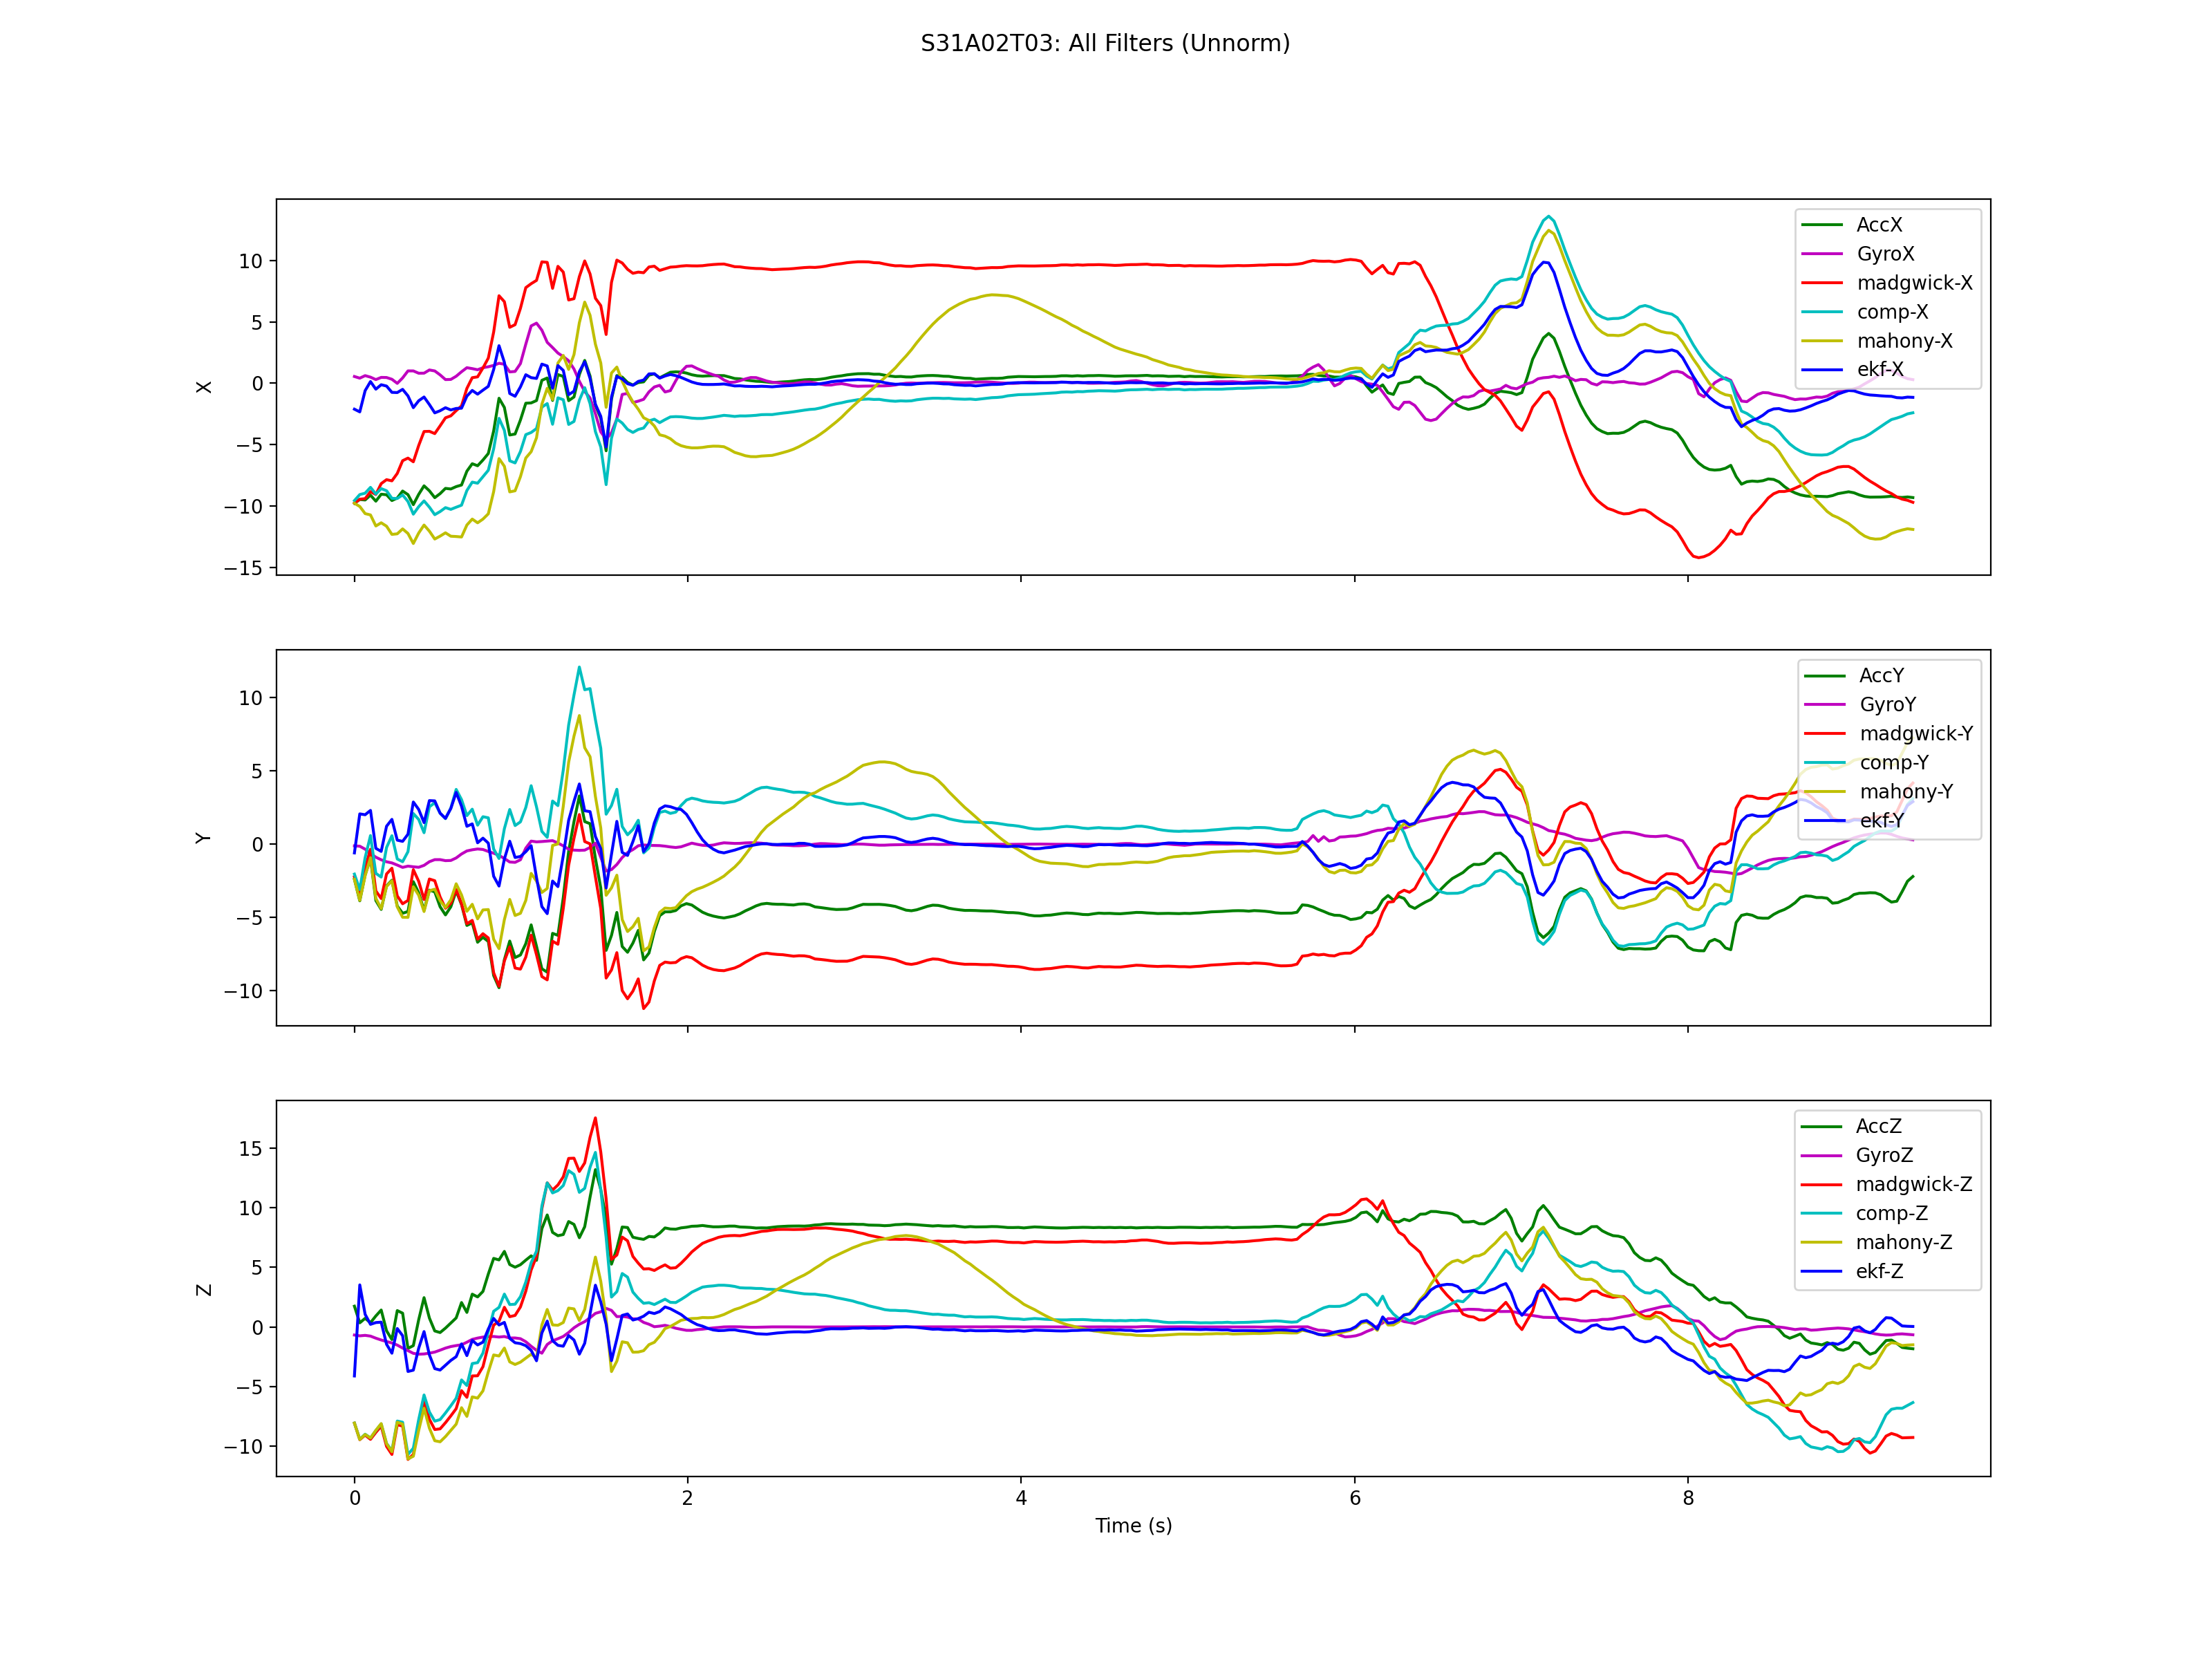 S31A02T03: All Filters (Unnorm)
X
10
5
0
−5
−10
−15
AccX
GyroX
madgwick-X
comp-X
mahony-X
ekf-X
Y
10
5
0
−5
−10
AccY
GyroY
madgwick-Y
comp-Y
mahony-Y
ekf-Y
Z
15
10
5
0
−5
−10
AccZ
GyroZ
madgwick-Z
comp-Z
mahony-Z
ekf-Z
0 2 4 6 8
Time (s)